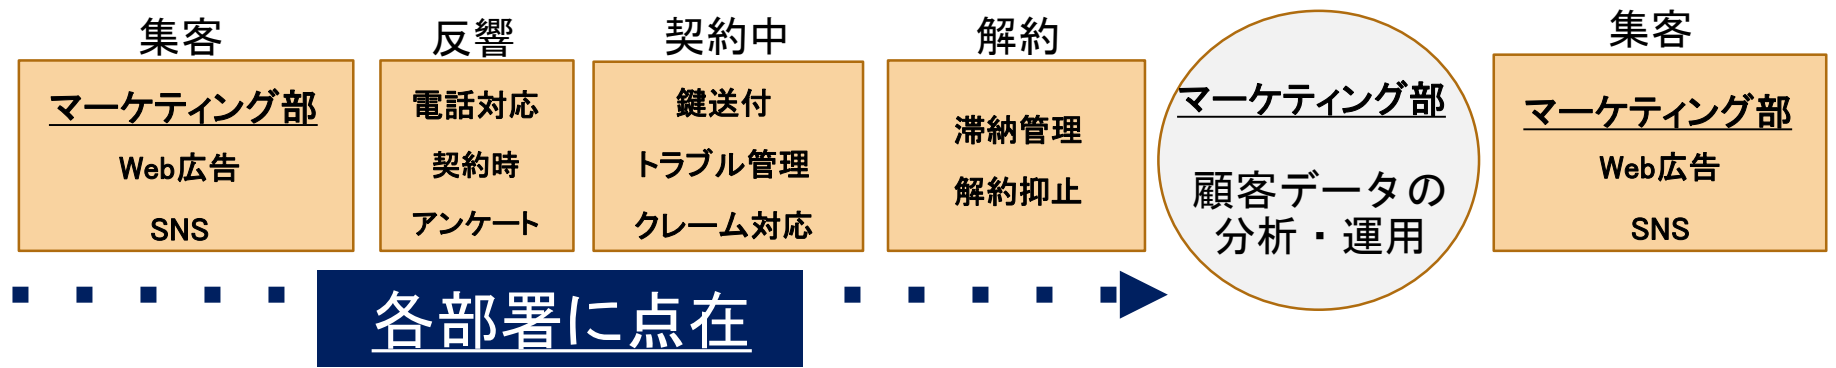 集客
マーケティング部
Web広告
SNS
反響
電話対応
契約時
アンケート
契約中
鍵送付
トラブル管理
クレーム対応
解約
滞納管理
解約抑止
マーケティング部
顧客データの
分析・運用
集客
マーケティング部
Web広告
SNS
各部署に点在